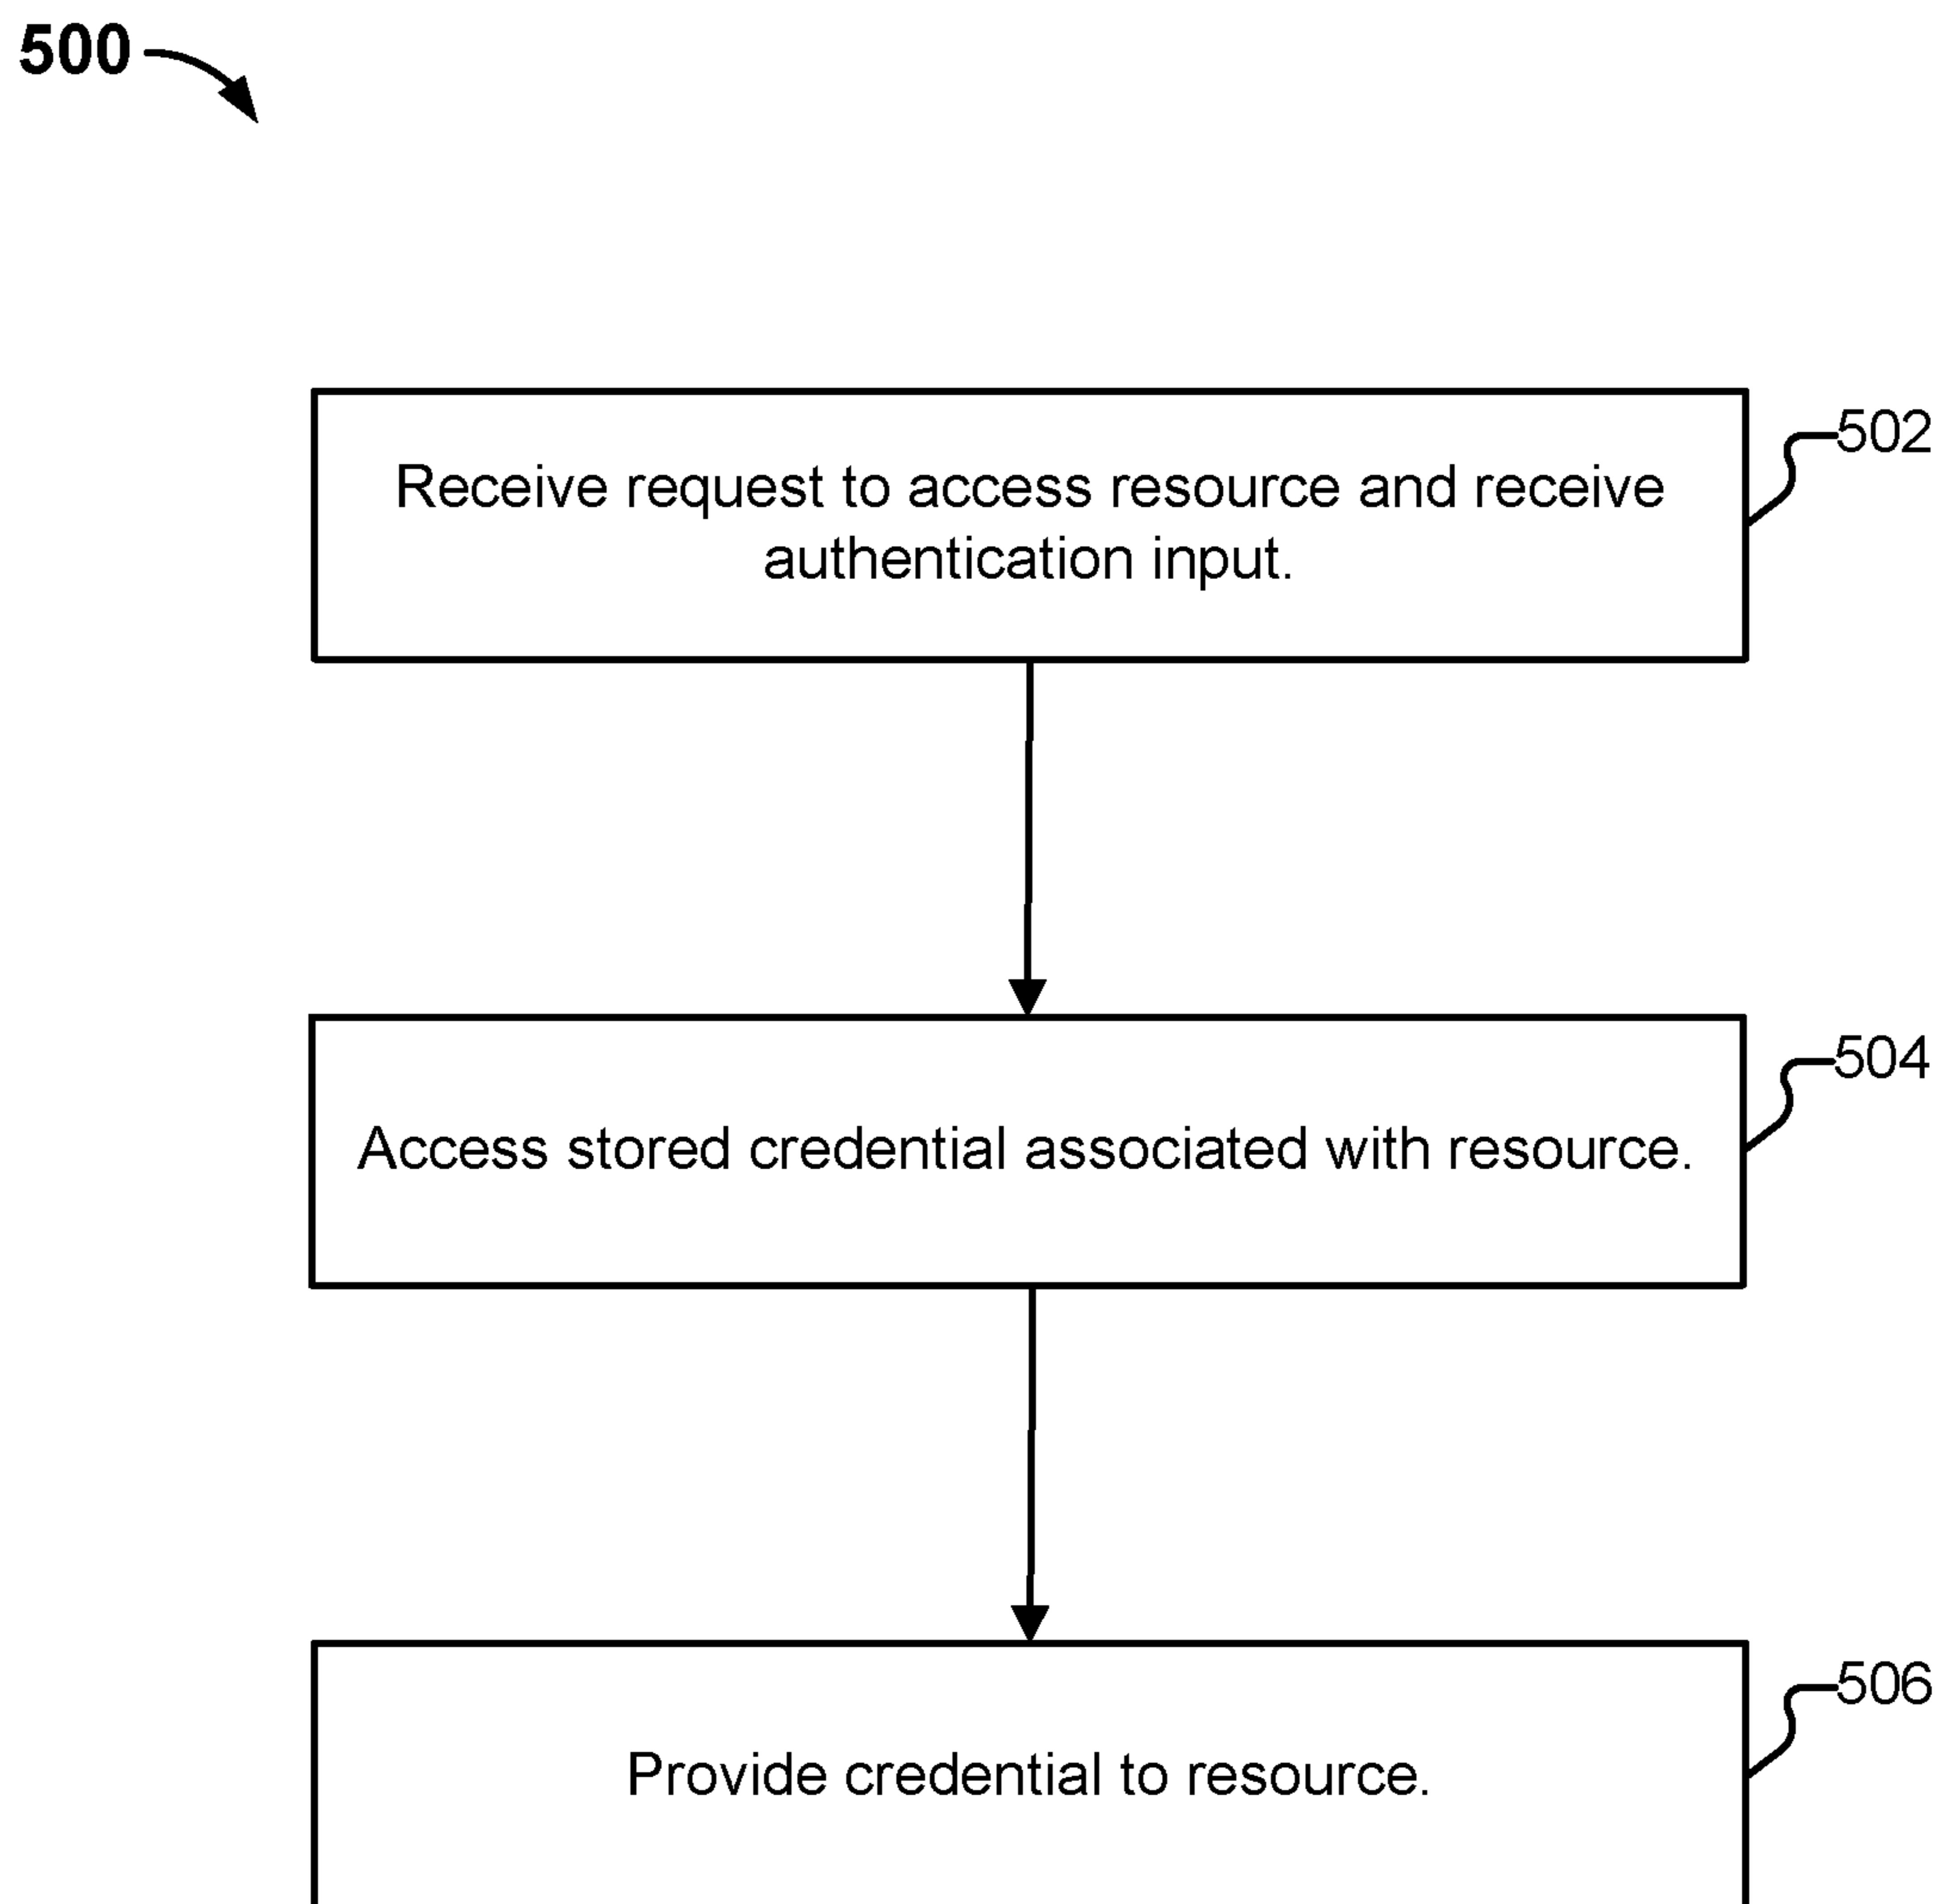 500
502
Receive request to access resource and receive
authentication input.
504
Access stored credential associated with resource.
506
Provide credential to resource.